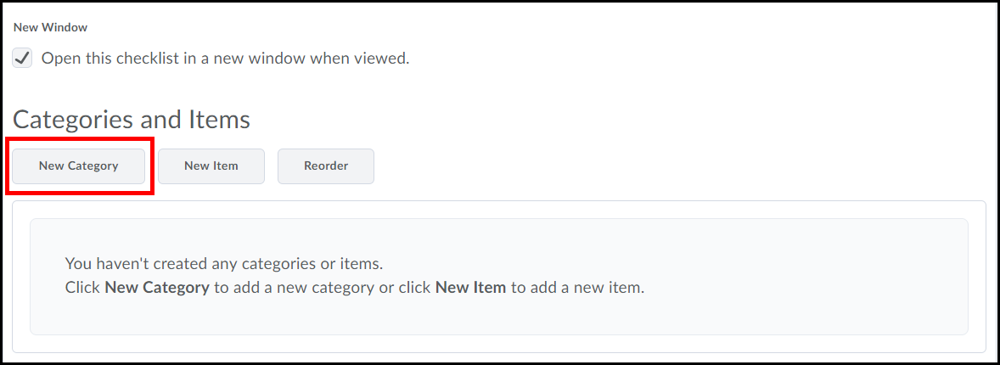 New Window
Open this checklist in a new window when viewed.
Categories and Items
New Category New Item Reorder
You haven't created any categories or items.
Click New Category to add a new category or click New Item to add a new item.